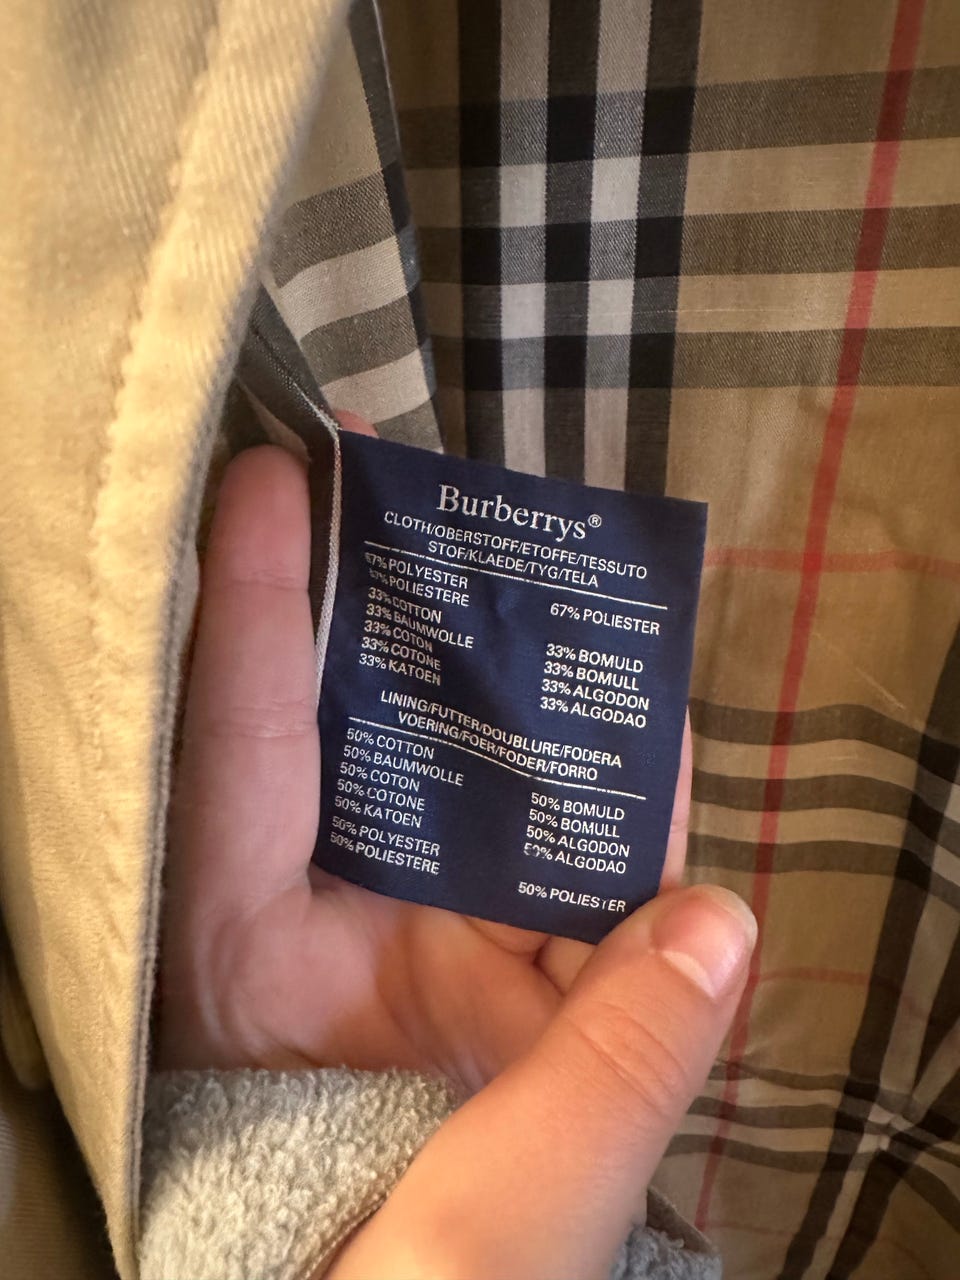 Burberrys®
CLOTH/OBERSTOFF/ETOFFE/TESSUTO
STOF/KLAEDE/TYG/TELA
67% POLYESTER
67% POLIESTERE
67% POLIESTER
33% COTTON
33% BAUMWOLLE
33% COTON
33% COTONE
33% KATOEN
33% BOMULD
33% BOMULL
33% ALGODON
33% ALGODAO
LINING/FUTTER/DOUBLURE/FODERA
VOERING/FOER/FODER/FORRO
50% COTTON
50% BAUMWOLLE
50% COTON
50% COTONE
50% KATOEN
50% BOMULD
50% BOMULL
50% ALGODON
50% ALGODAO
50% POLYESTER
50% POLIESTERE
50% POLIESTER